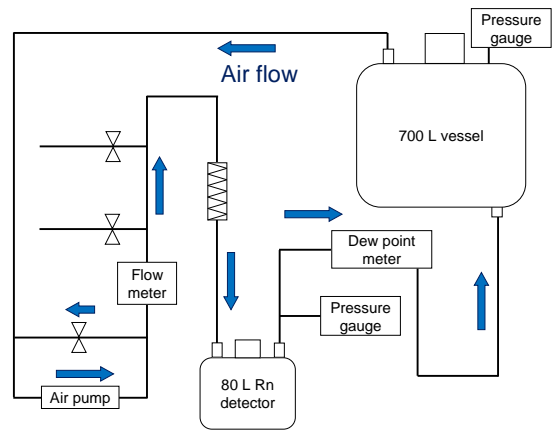 Pressure
gauge
Air flow
700 L vessel
Dew point
meter
Flow
meter
Pressure
gauge
80 L Rn
detector
Air pump